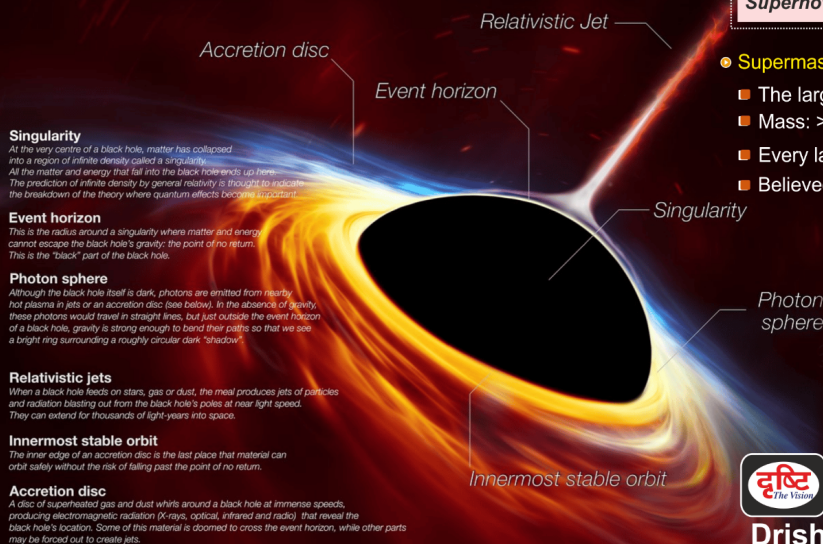 Relativistic Jet
Accretion disc
Event horizon
Supermas
The larg
Mass: >
Every la
Believe
Singularity
At the very centre of a black hole, matter has collapsed
into a region of infinite density called a singularity.
All the matter and energy that fall into the black hole ends up here.
The prediction of infinite density by general relativity is thought to indicate
the breakdown of the theory where quantum effects become important.
Event horizon
This is the radius around a singularity where matter and energy
cannot escape the black hole's gravity: the point of no return.
This is the "black" part of the black hole.
Photon sphere
Although the black hole itself is dark, photons are emitted from nearby
hot plasma in jets or an accretion disc (see below). In the absence of gravity,
these photons would travel in straight lines, but just outside the event horizon
of a black hole, gravity is strong enough to bend their paths so that we see
a bright ring surrounding a roughly circular dark "shadow".
Relativistic jets
When a black hole feeds on stars, gas or dust, the meal produces jets of particles
and radiation blasting out from the black hole's poles at near light speed.
They can extend for thousands of light-years into space.
Innermost stable orbit
The inner edge of an accretion disc is the last place that material can
orbit safely without the risk of falling past the point of no return.
Accretion disc
A disc of superheated gas and dust whirls around a black hole at immense speeds,
producing electromagnetic radiation (X-rays, optical, infrared and radio) that reveal the
black hole's location. Some of this material is doomed to cross the event horizon, while other parts
may be forced out to create jets.
Singularity
Photon
sphere
Innermost stable orbit
दृष्टि
The Vision
Drish